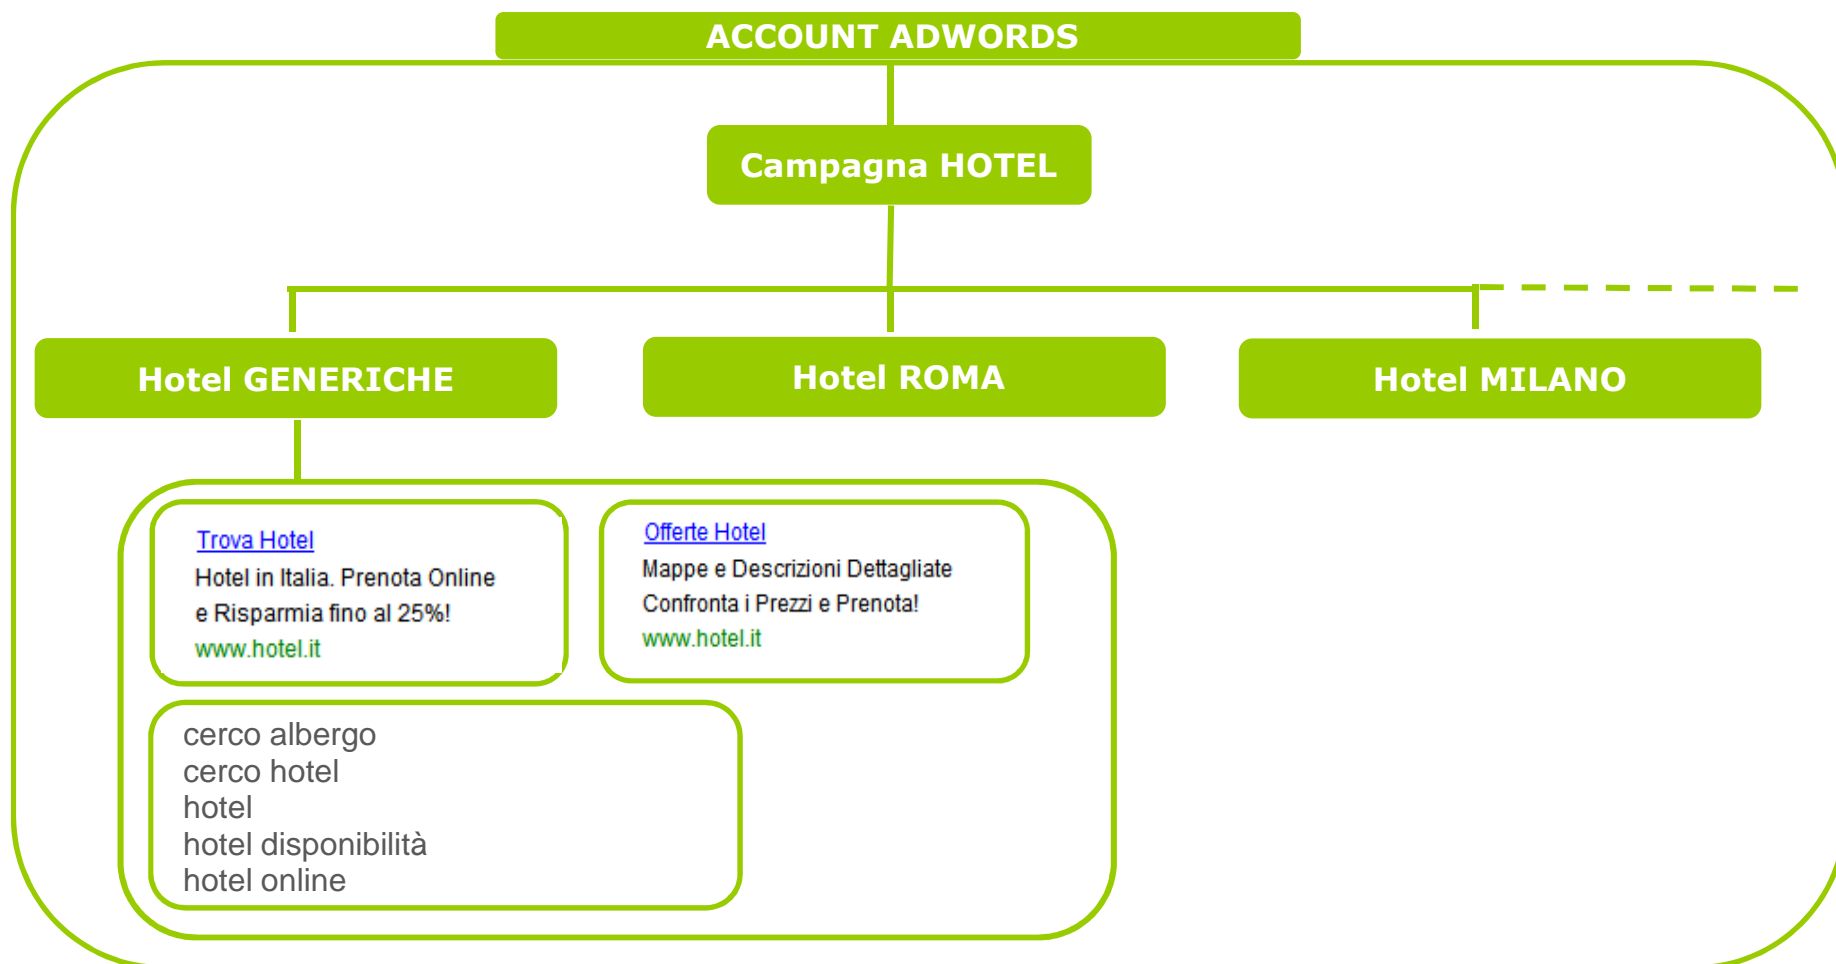 ACCOUNT ADWORDS
Campagna HOTEL
Hotel GENERICHE
Hotel ROMA
Hotel MILANO
Trova Hotel
Hotel in Italia. Prenota Online
e Risparmia fino al 25%!
www.hotel.it
Offerte Hotel
Mappe e Descrizioni Dettagliate
Confronta i Prezzi e Prenota!
www.hotel.it
cerco albergo
cerco hotel
hotel
hotel disponibilità
hotel online